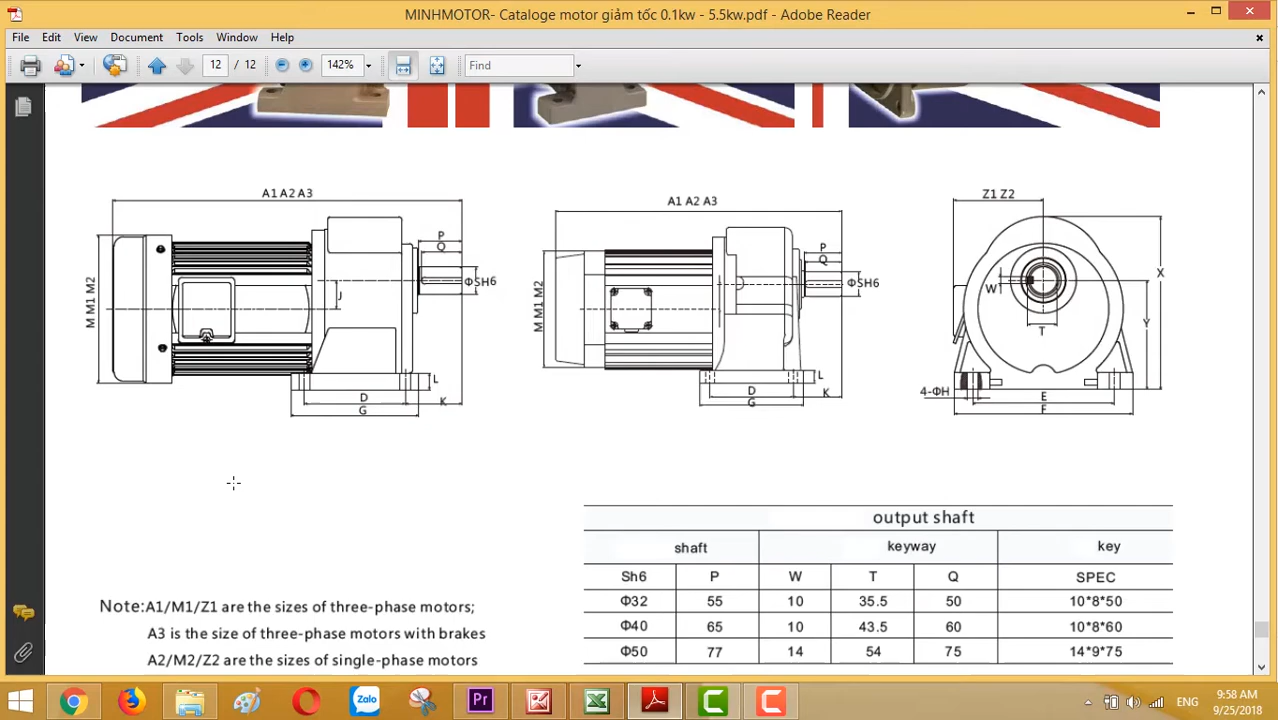 MINHMOTOR- Cataloge motor giảm tốc 0.1kw - 5.5kw.pdf - Adobe Reader
File Edit View Document Tools Window Help
12 / 12 142% Find
A1 A2 A3
P
Q
M M1 M2
J
ΦSH6
L
D
K
G
A1 A2 A3
P
Q
M M1 M2
ΦSH6
L
D
K
G
Z1 Z2
W
T
X
Y
4-ΦH
E
F
output shaft
shaft keyway key
Sh6 P W T Q SPEC
Φ32 55 10 35.5 50 10*8*50
Φ40 65 10 43.5 60 10*8*60
Φ50 77 14 54 75 14*9*75
Note:A1/M1/Z1 are the sizes of three-phase motors;
A3 is the size of three-phase motors with brakes
A2/M2/Z2 are the sizes of single-phase motors
Zalo
Pr
ENG
9:58 AM
9/25/2018